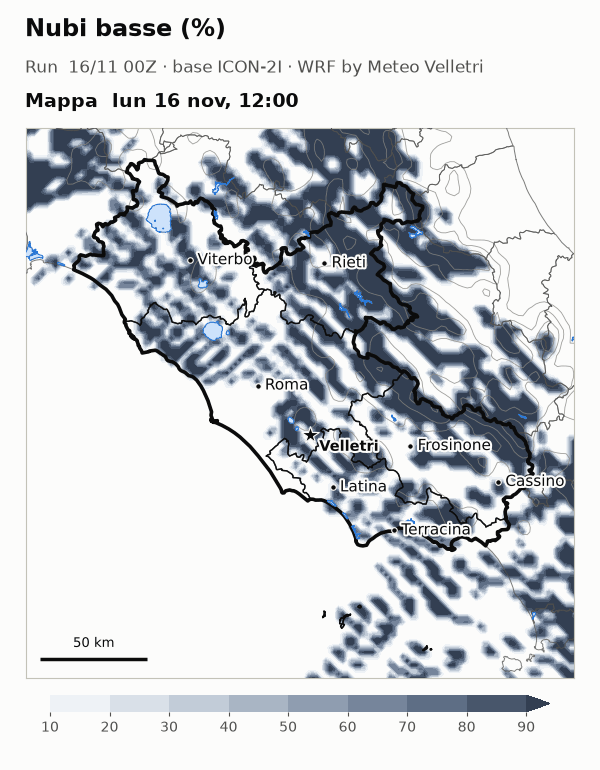 Nubi basse (%)
Run 16/11 00Z · base ICON-2I · WRF by Meteo Velletri
Mappa lun 16 nov, 12:00
Viterbo
Rieti
Roma
Velletri
Frosinone
Cassino
Latina
Terracina
50 km
10 20 30 40 50 60 70 80 90